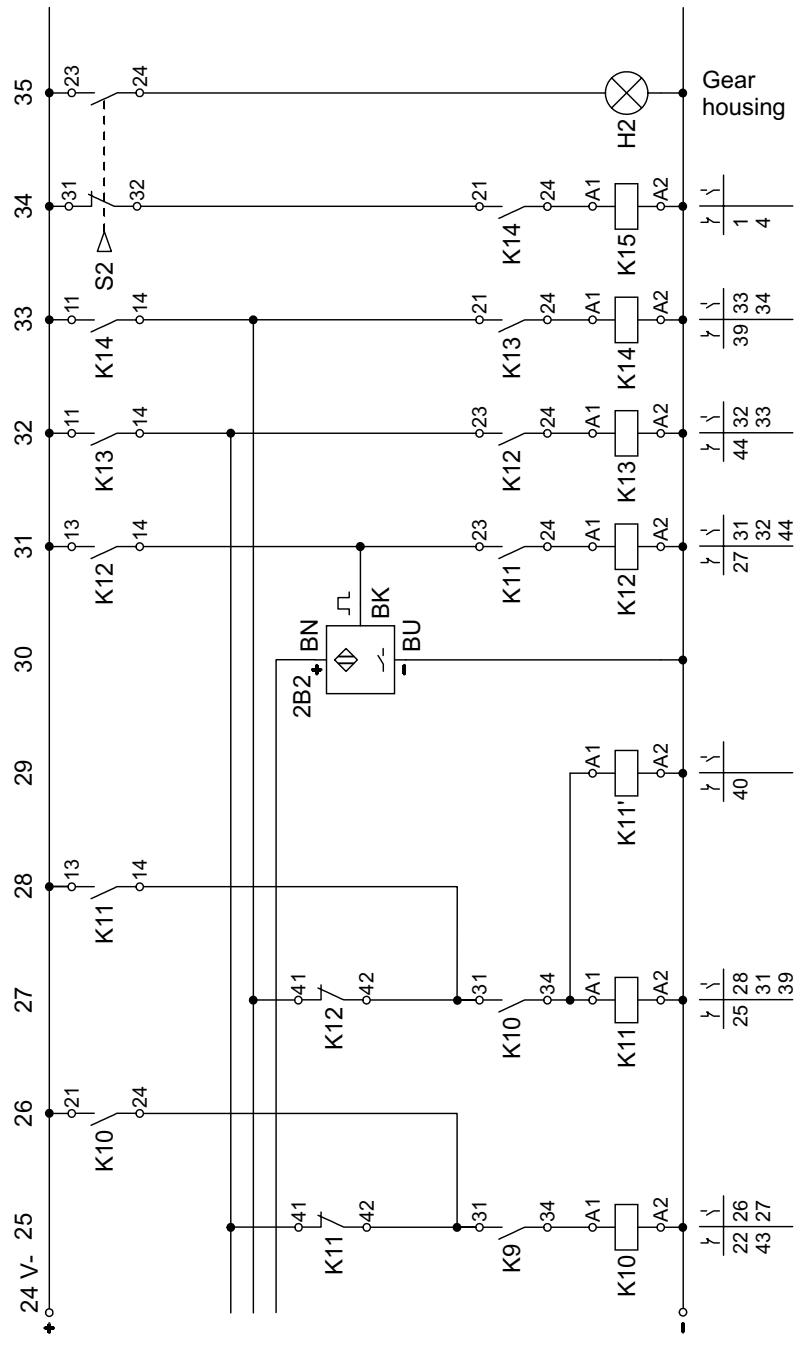 24 V- 25 26 27 28 29 30 31 32 33 34 35
+
21 13 13 11 11 31 23
K10 K11 K12 K13 K14 S2
24 14 14 14 14 32 24
41 41 2B2 BN
K11 K12 +
42 42 BK
- BU
31 31 23 23 21 21
K9 K10 K11 K12 K13 K14
34 34 24 24 24 24
A1 A1 A1 A1 A1 A1 A1
K10 K11 K11' K12 K13 K14 K15 H2
A2 A2 A2 A2 A2 A2 A2
-
22 26 25 28 40 27 31 44 32 39 33 1
43 27 31 32 33 34 4
39 44
Gear
housing